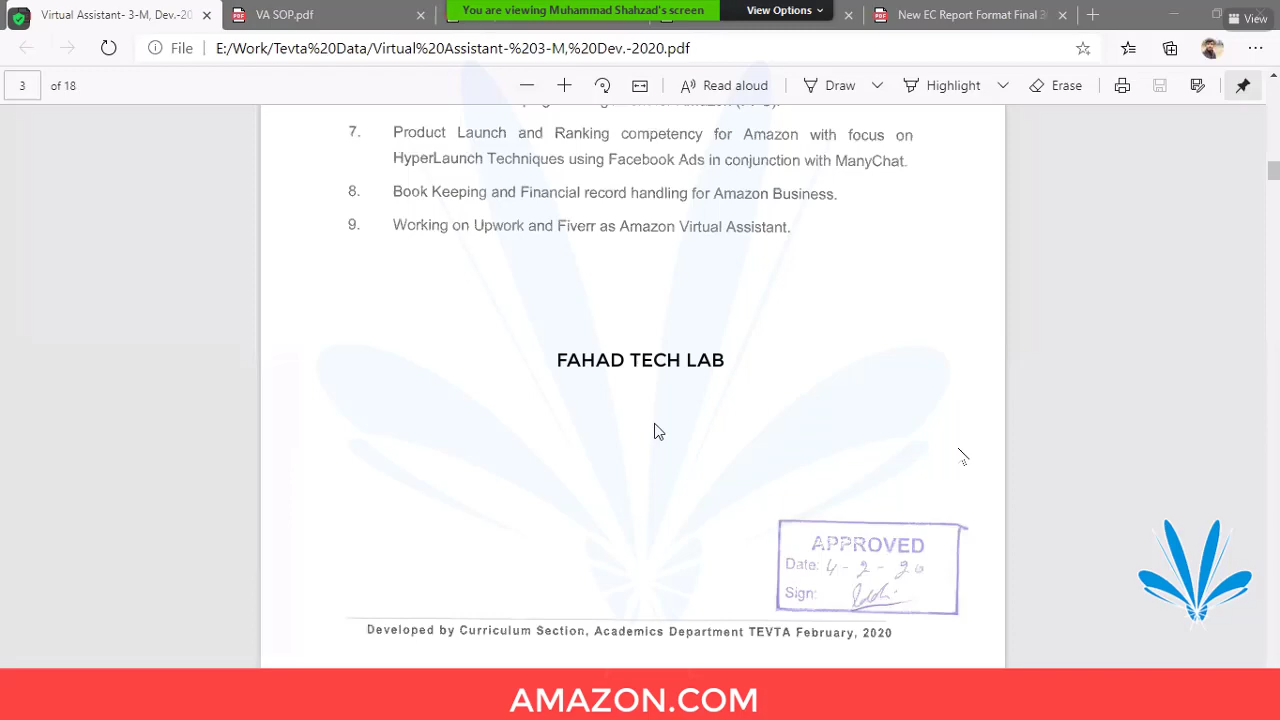 Virtual Assistant- 3-M, Dev.-20
VA SOP.pdf
You are viewing Muhammad Shahzad's screen
View Options
New EC Report Format Final 3
View
File
E:/Work/Tevta%20Data/Virtual%20Assistant-%203-M,%20Dev.-2020.pdf
3
of 18
Read aloud
Draw
Highlight
Erase
7. Product Launch and Ranking competency for Amazon with focus on
HyperLaunch Techniques using Facebook Ads in conjunction with ManyChat.
8. Book Keeping and Financial record handling for Amazon Business.
9. Working on Upwork and Fiverr as Amazon Virtual Assistant.
FAHAD TECH LAB
APPROVED
Date: 4-2-20
Sign:
Developed by Curriculum Section, Academics Department TEVTA February, 2020
AMAZON.COM